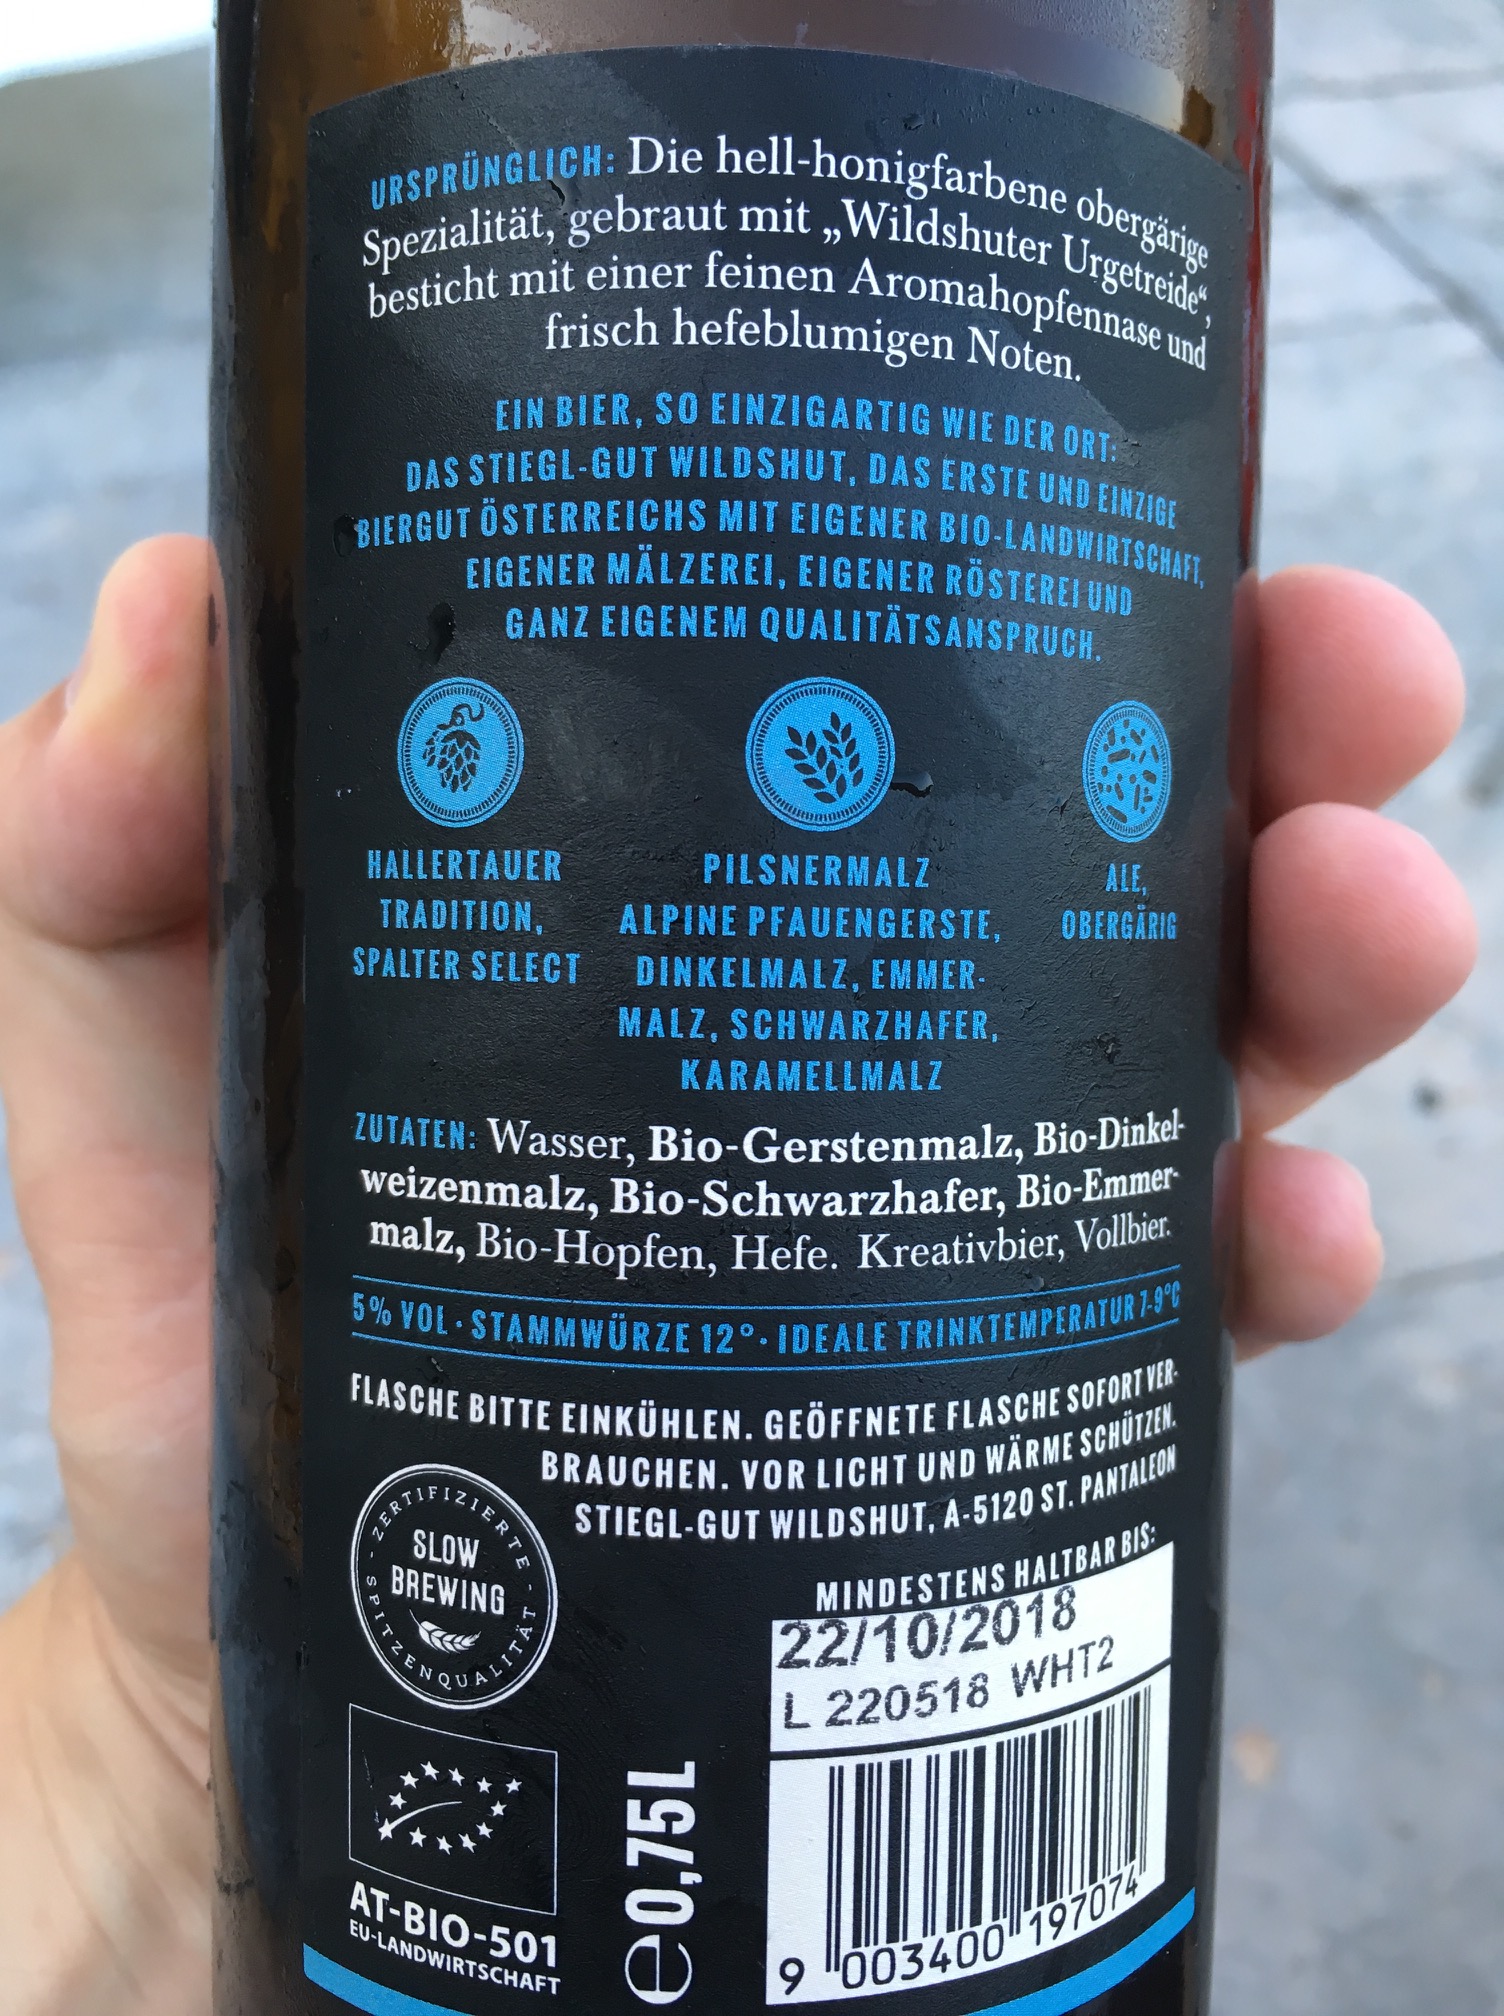 URSPRÜNGLICH: Die hell-honigfarbene obergärige
Spezialität, gebraut mit „Wildshuter Urgetreide“,
besticht mit einer feinen Aromahopfennase und
frisch hefeblumigen Noten.
EIN BIER, SO EINZIGARTIG WIE DER ORT:
DAS STIEGL-GUT WILDSHUT, DAS ERSTE UND EINZIGE
BIERGUT ÖSTERREICHS MIT EIGENER BIO-LANDWIRTSCHAFT,
EIGENER MÄLZEREI, EIGENER RÖSTEREI UND
GANZ EIGENEM QUALITÄTSANSPRUCH.
HALLERTAUER
TRADITION,
SPALTER SELECT
PILSNERMALZ
ALPINE PFAUENGERSTE,
DINKELMALZ, EMMER-
MALZ, SCHWARZHAFER,
KARAMELLMALZ
ALE,
OBERGÄRIG
ZUTATEN: Wasser, Bio-Gerstenmalz, Bio-Dinkel-
weizenmalz, Bio-Schwarzhafer, Bio-Emmer-
malz, Bio-Hopfen, Hefe. Kreativbier, Vollbier.
5% VOL · STAMMWÜRZE 12° · IDEALE TRINKTEMPERATUR 7-9°C
FLASCHE BITTE EINKÜHLEN. GEÖFFNETE FLASCHE SOFORT VER-
BRAUCHEN. VOR LICHT UND WÄRME SCHÜTZEN.
STIEGL-GUT WILDSHUT, A-5120 ST. PANTALEON
- ZERTIFIZIERTE -
SLOW
BREWING
SPITZENQUALITÄT
MINDESTENS HALTBAR BIS:
22/10/2018
L 220518 WHT2
AT-BIO-501
EU-LANDWIRTSCHAFT
e 0,75L
9 003400 197074